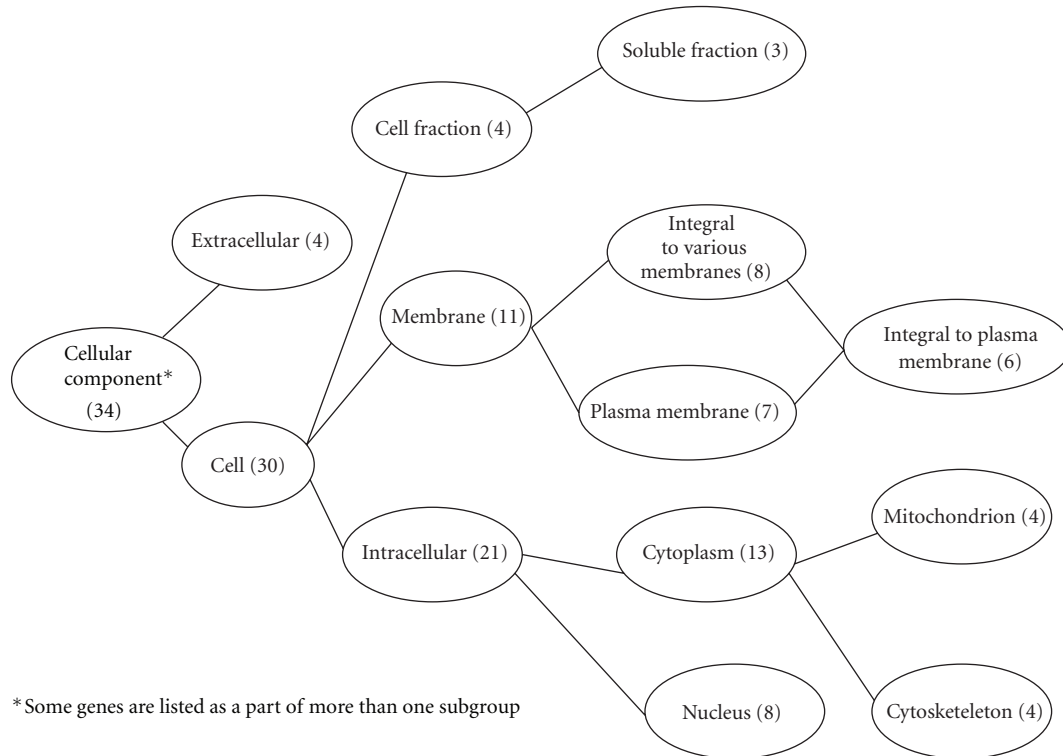 Soluble fraction (3)
Cell fraction (4)
Extracellular (4)
Integral
to various
membranes (8)
Membrane (11)
Integral to plasma
membrane (6)
Cellular
component*
(34)
Plasma membrane (7)
Cell (30)
Mitochondrion (4)
Intracellular (21)
Cytoplasm (13)
*Some genes are listed as a part of more than one subgroup
Nucleus (8)
Cytosketeleton (4)